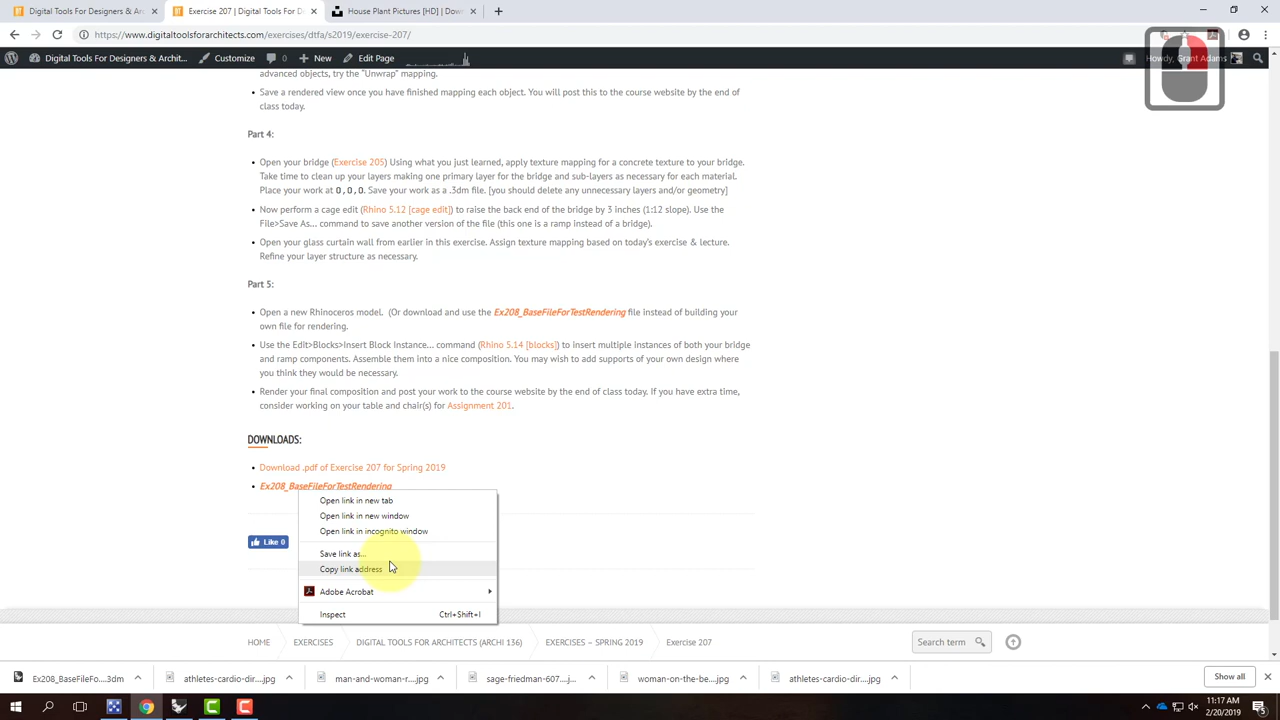 Digital Tools For Designers & Arc
Exercise 207 | Digital Tools For D
House Plant Pictures [HD] | Down
https://www.digitaltoolsforarchitects.com/exercises/dtfa/s2019/exercise-207/
Digital Tools For Designers & Archit...
Customize
0
New
Edit Page
Howdy, Grant Adams
advanced objects, try the "Unwrap" mapping.
Save a rendered view once you have finished mapping each object. You will post this to the course website by the end of
class today.
Part 4:
Open your bridge (Exercise 205) Using what you just learned, apply texture mapping for a concrete texture to your bridge.
Take time to clean up your layers making one primary layer for the bridge and sub-layers as necessary for each material.
Place your work at 0,0,0. Save your work as a .3dm file. [you should delete any unnecessary layers and/or geometry]
Now perform a cage edit (Rhino 5.12 [cage edit]) to raise the back end of the bridge by 3 inches (1:12 slope). Use the
File>Save As... command to save another version of the file (this one is a ramp instead of a bridge).
Open your glass curtain wall from earlier in this exercise. Assign texture mapping based on today's exercise & lecture.
Refine your layer structure as necessary.
Part 5:
Open a new Rhinoceros model. (Or download and use the Ex208_BaseFileForTestRendering file instead of building your
own file for rendering.
Use the Edit>Blocks>Insert Block Instance... command (Rhino 5.14 [blocks]) to insert multiple instances of both your bridge
and ramp components. Assemble them into a nice composition. You may wish to add supports of your own design where
you think they would be necessary.
Render your final composition and post your work to the course website by the end of class today. If you have extra time,
consider working on your table and chair(s) for Assignment 201.
DOWNLOADS:
Download .pdf of Exercise 207 for Spring 2019
Ex208_BaseFileForTestRendering
Open link in new tab
Open link in new window
Open link in incognito window
Save link as...
Copy link address
Adobe Acrobat
Inspect Ctrl+Shift+I
Like 0
HOME
EXERCISES
DIGITAL TOOLS FOR ARCHITECTS (ARCHI 136)
EXERCISES – SPRING 2019
Exercise 207
Search term
Ex208_BaseFileFo....3dm
athletes-cardio-dir....jpg
man-and-woman-r....jpg
sage-friedman-607....jpg
woman-on-the-be....jpg
athletes-cardio-dir....jpg
Show all
11:17 AM
2/20/2019